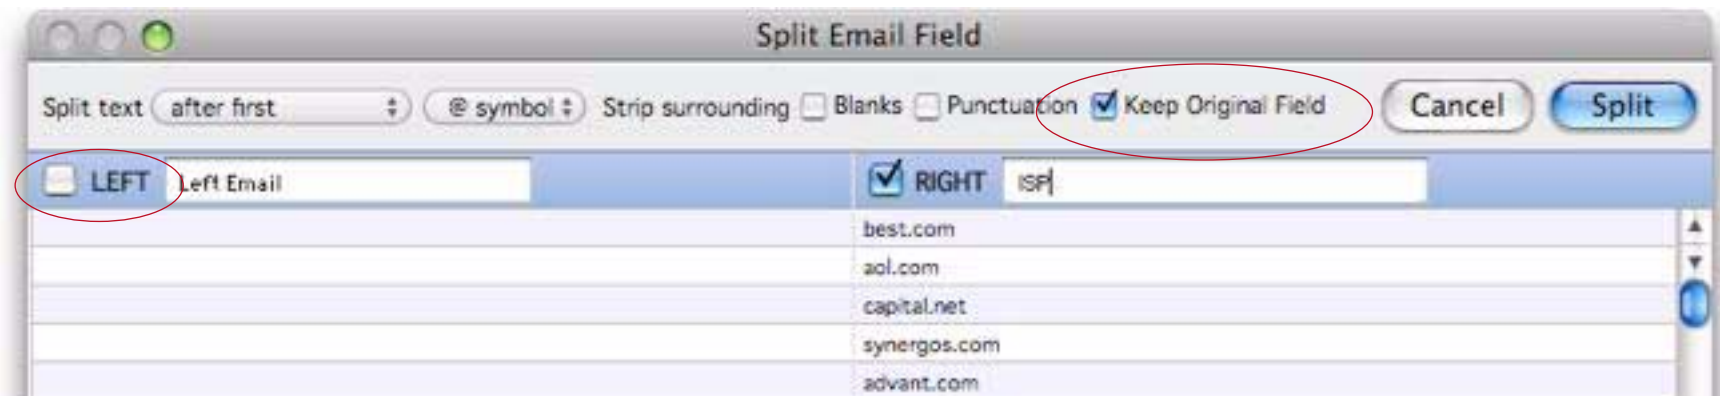 Split Email Field
Split text after first @ symbol Strip surrounding Blanks Punctuation Keep Original Field Cancel Split
LEFT Left Email RIGHT ISP
best.com
aol.com
capital.net
synergos.com
advant.com